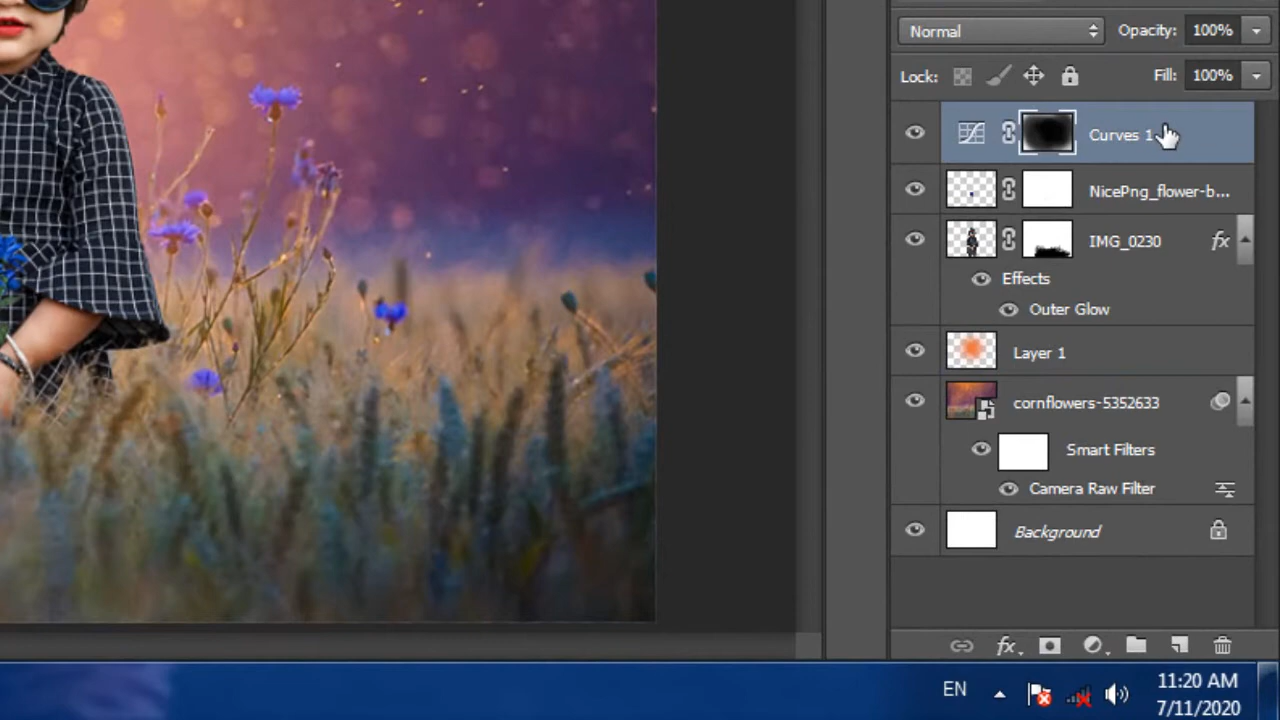 Normal Opacity: 100%
Lock: Fill: 100%
Curves 1
NicePng_flower-b...
IMG_0230 fx
Effects
Outer Glow
Layer 1
cornflowers-5352633
Smart Filters
Camera Raw Filter
Background
fx
EN 11:20 AM
7/11/2020